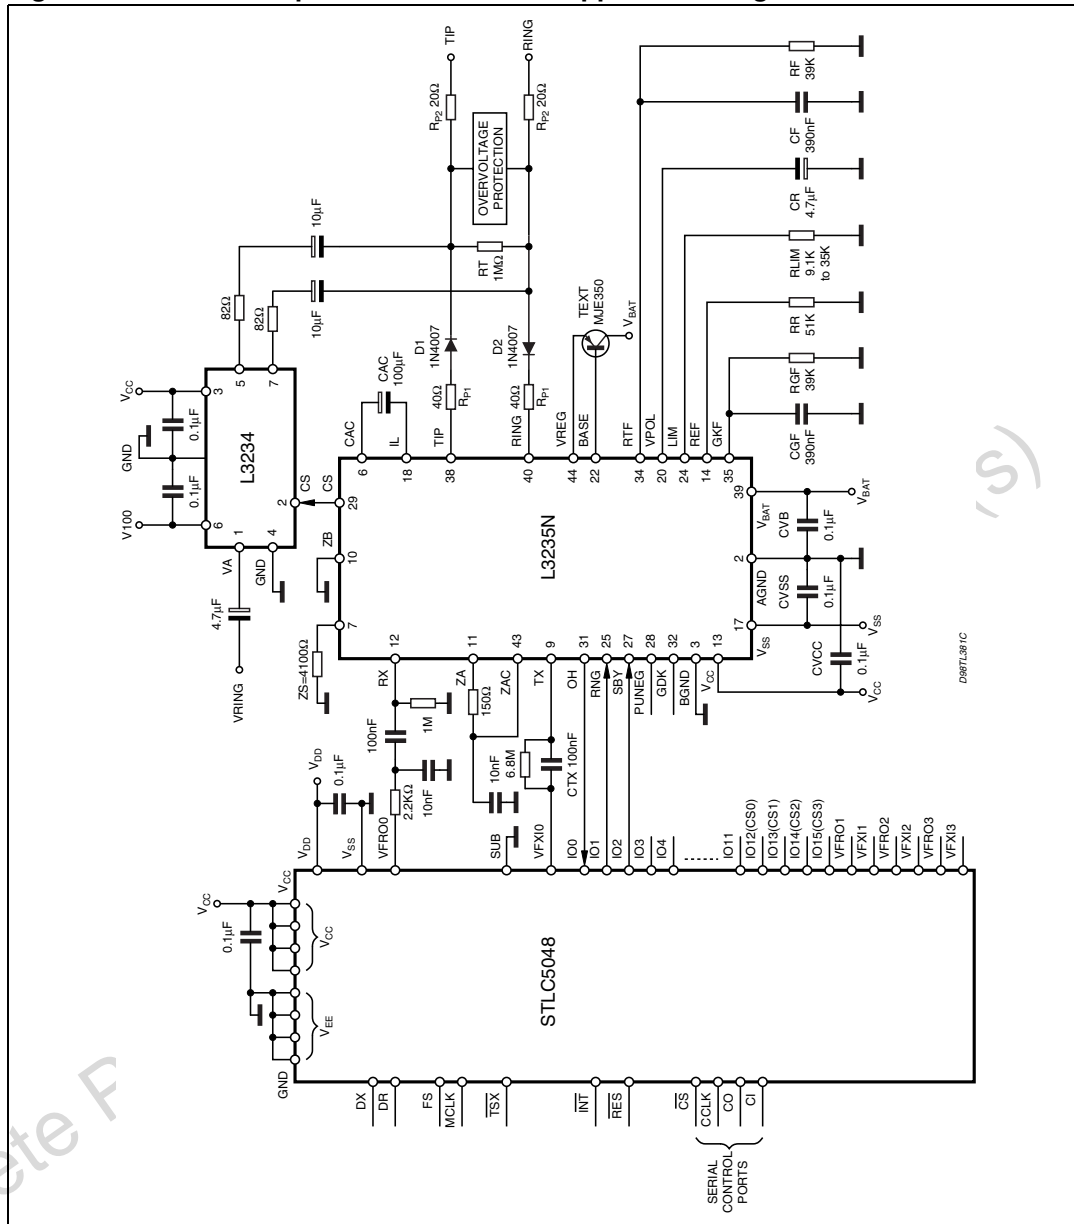 TIP
RING
RP2 20Ω
RP2 20Ω
OVERVOLTAGE
PROTECTION
RT
1MΩ
10µF
10µF
82Ω
82Ω
D1
1N4007
D2
1N4007
40Ω
RP1
40Ω
RP1
TEXT
MJE350
VBAT
RF
39K
CF
390nF
CR
4.7µF
RLIM
9.1K
to 35K
RR
51K
RGF
39K
CGF
390nF
VCC
GND
V100
0.1µF
0.1µF
3
6
5
7
L3234
2
1
4
CS
VA
GND
4.7µF
VRING
CAC
100µF
CAC
IL
TIP
RING
VREG
BASE
RTF
VPOL
LIM
REF
GKF
6
18
38
40
44
22
34
20
24
14
35
CS
29
ZB
10
7
ZS=4100Ω
L3235N
39
VBAT
VBAT
CVB
0.1µF
2
AGND
CVSS
0.1µF
17
VSS
VSS
CVCC
0.1µF
VCC
12
11
43
9
31
25
27
28
32
3
13
RX
ZA
ZAC
TX
OH
RNG
SBY
PUNEG
GDK
BGND
VCC
100nF
1M
150Ω
2.2KΩ
10nF
10nF
6.8M
CTX 100nF
VDD
0.1µF
VDD
VSS
VFRO0
SUB
VFXI0
IO0
IO1
IO2
IO3
IO4
IO11
IO12(CS0)
IO13(CS1)
IO14(CS2)
IO15(CS3)
VFRO1
VFXI1
VFRO2
VFXI2
VFRO3
VFXI3
VCC
VCC
0.1µF
VCC
VEE
GND
STLC5048
DX
DR
FS
MCLK
TSX
INT
RES
CS
CCLK
CO
CI
SERIAL
CONTROL
PORTS
D98TL381C